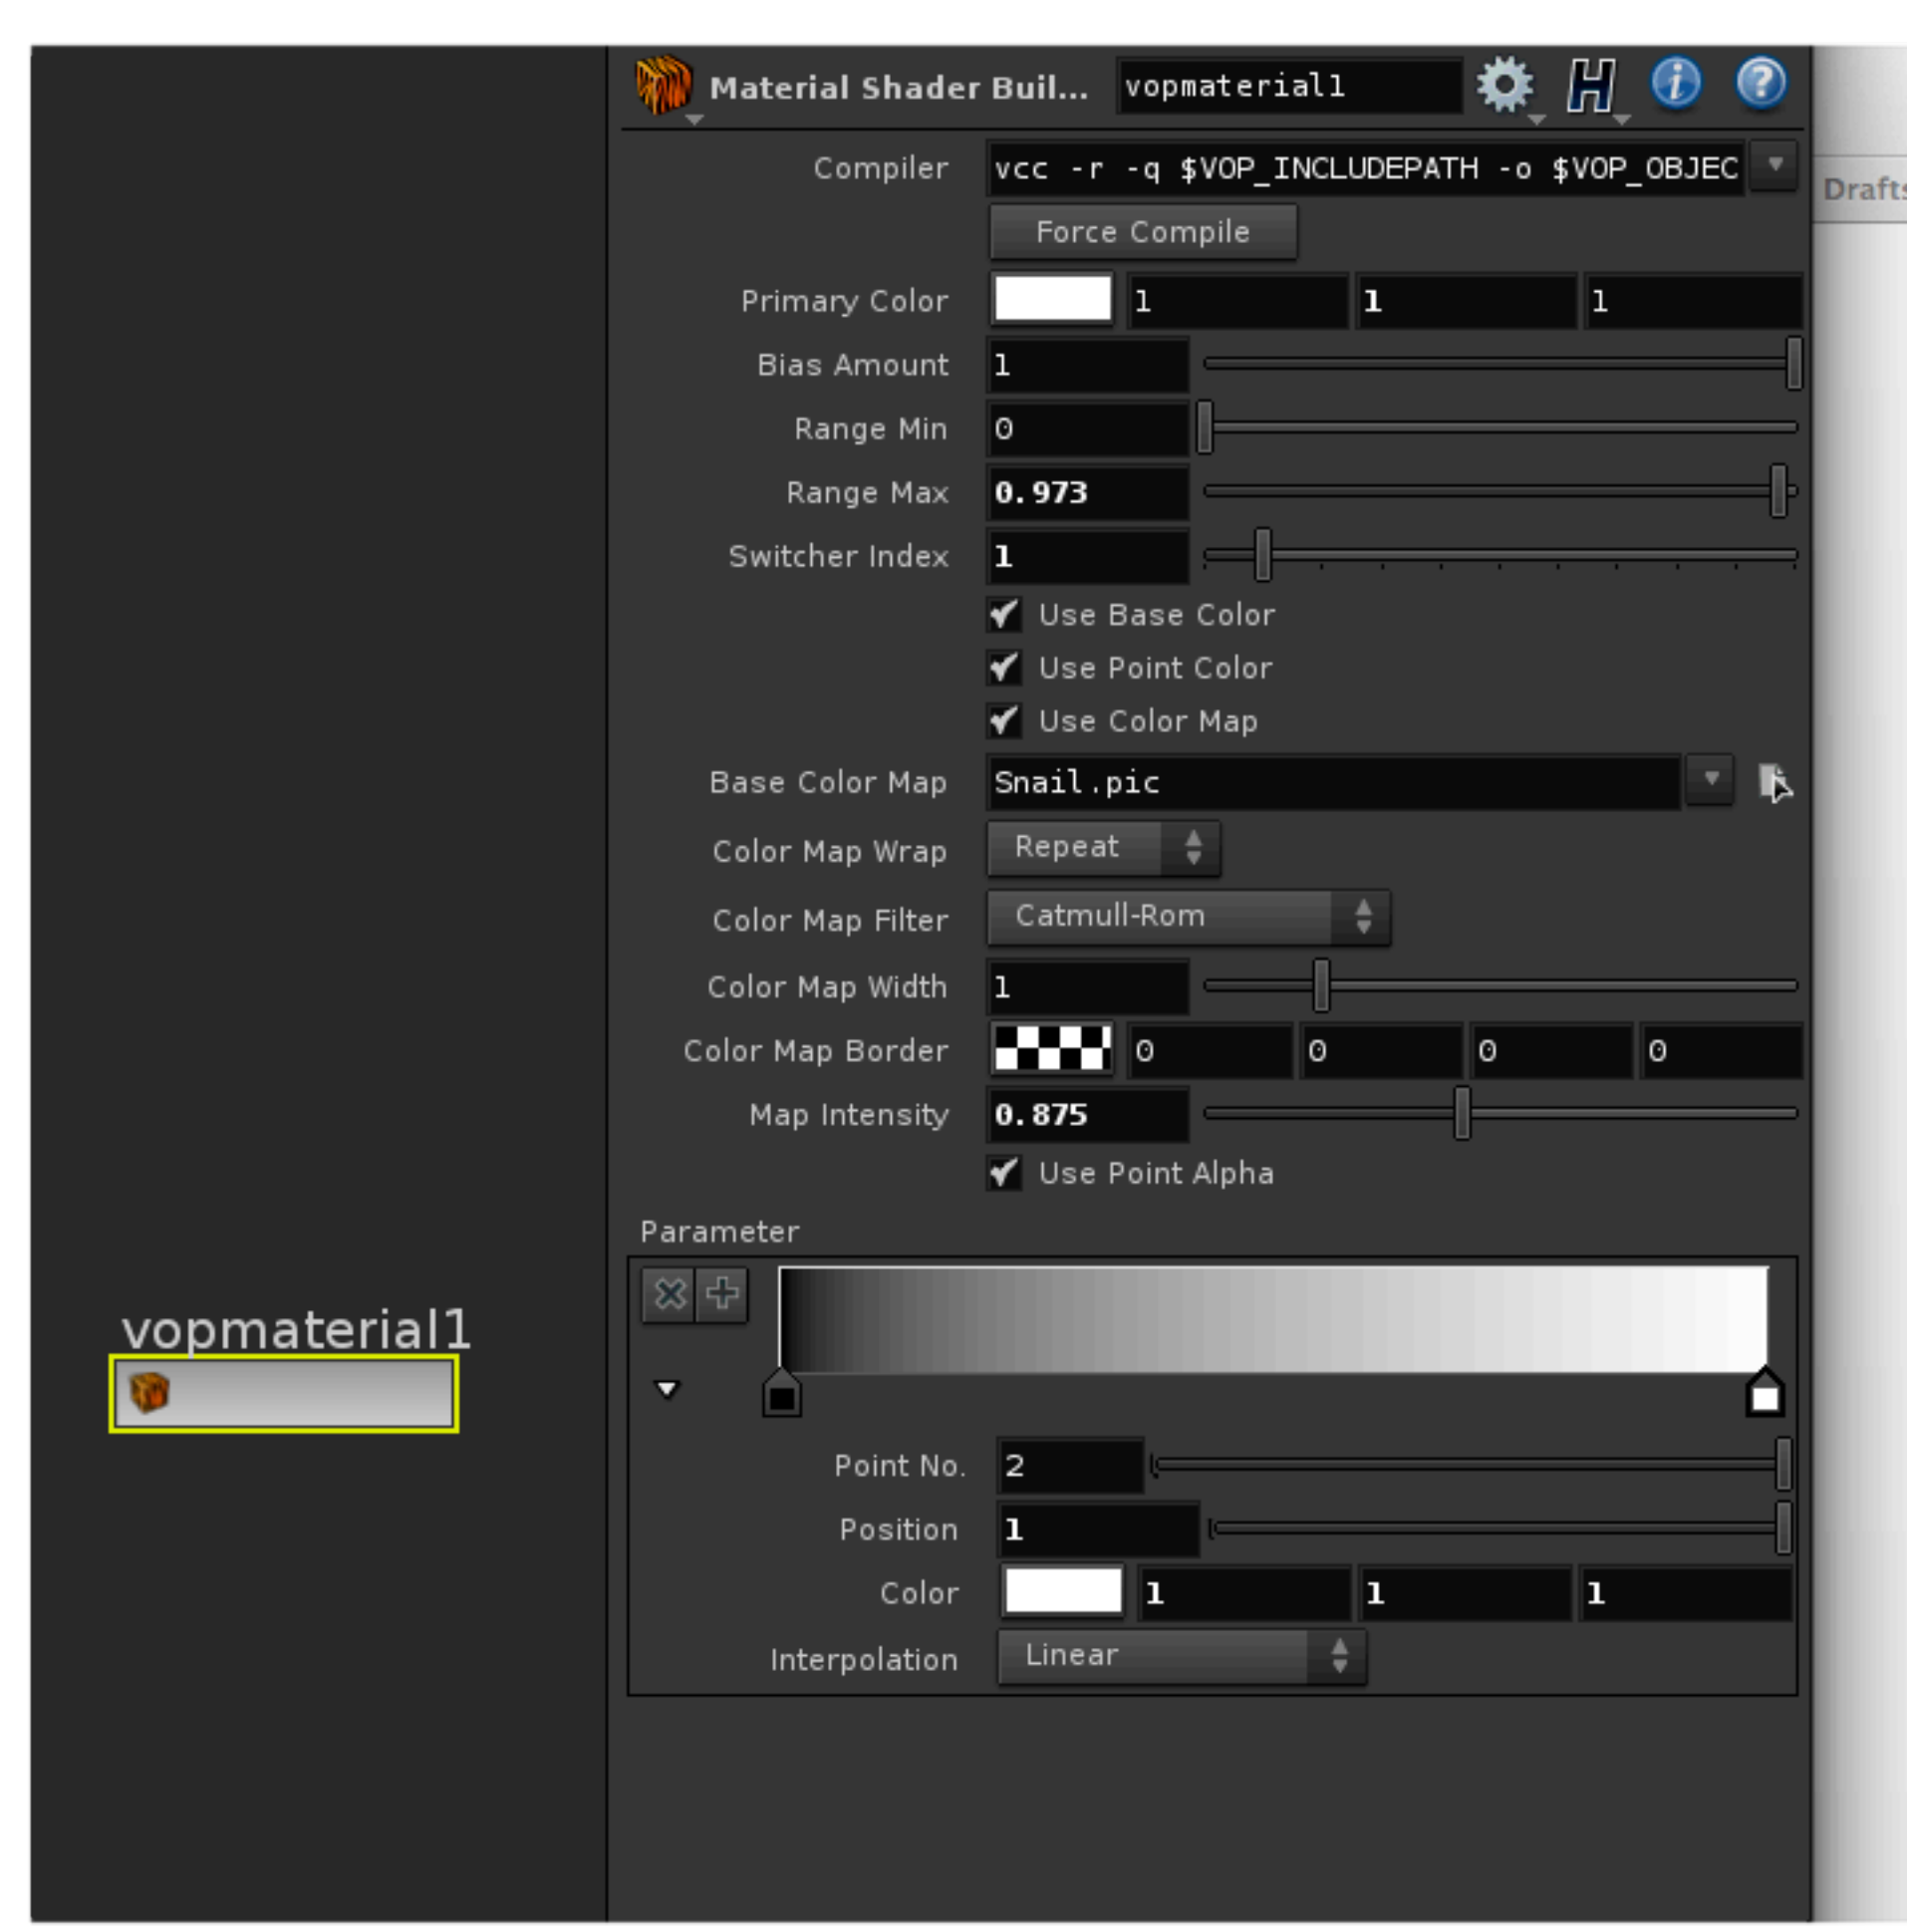 Material Shader Buil... vopmaterial1
Compiler vcc -r -q $VOP_INCLUDEPATH -o $VOP_OBJEC
Drafts
Force Compile
Primary Color 1 1 1
Bias Amount 1
Range Min 0
Range Max 0.973
Switcher Index 1
Use Base Color
Use Point Color
Use Color Map
Base Color Map Snail.pic
Color Map Wrap Repeat
Color Map Filter Catmull-Rom
Color Map Width 1
Color Map Border 0 0 0 0
Map Intensity 0.875
Use Point Alpha
Parameter
vopmaterial1
Point No. 2
Position 1
Color 1 1 1
Interpolation Linear